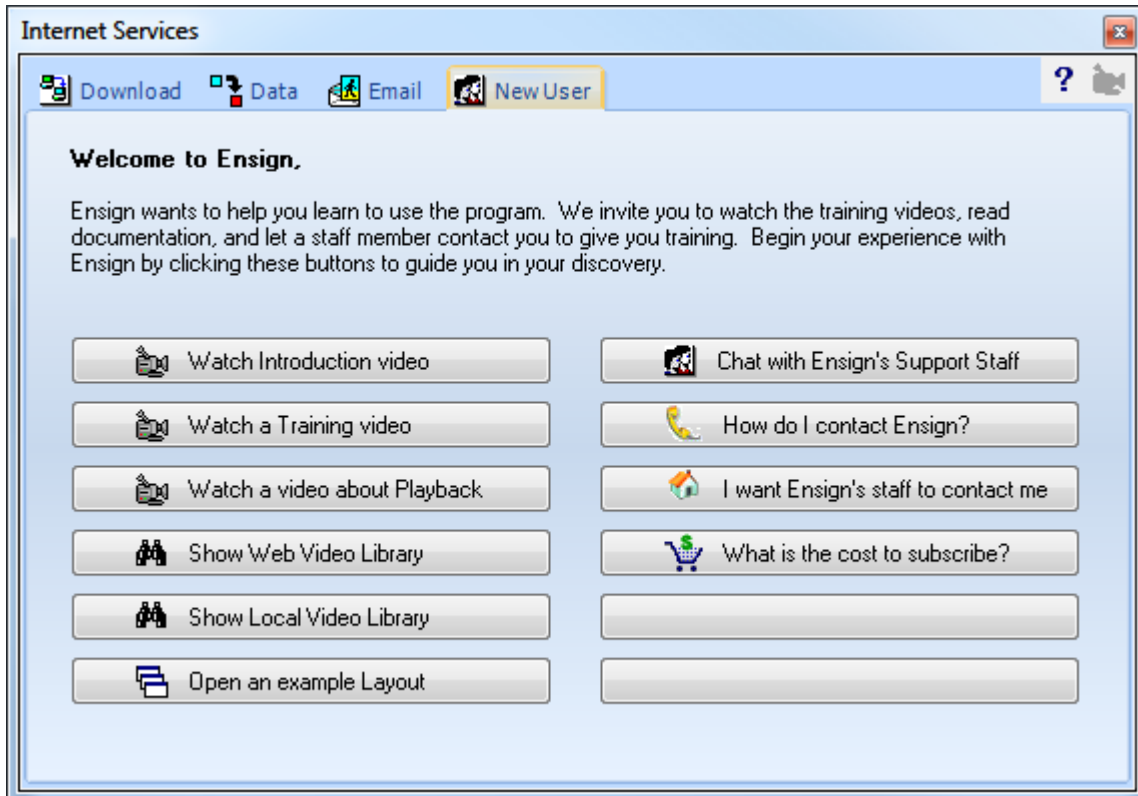 Internet Services
Download Data Email New User ?
Welcome to Ensign,
Ensign wants to help you learn to use the program. We invite you to watch the training videos, read
documentation, and let a staff member contact you to give you training. Begin your experience with
Ensign by clicking these buttons to guide you in your discovery.
Watch Introduction video
Watch a Training video
Watch a video about Playback
Show Web Video Library
Show Local Video Library
Open an example Layout
Chat with Ensign's Support Staff
How do I contact Ensign?
I want Ensign's staff to contact me
What is the cost to subscribe?